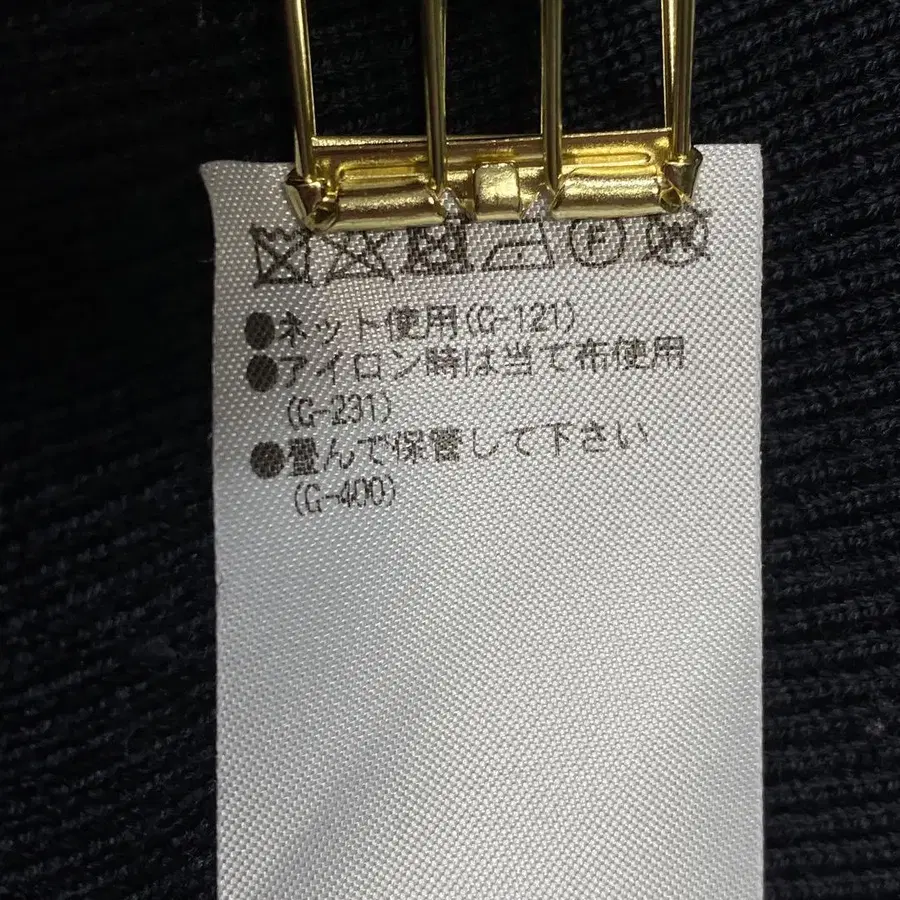 F W
●ネット使用(G-121)
●アイロン時は当て布使用
(G-231)
●畳んで保管して下さい
(G-400)